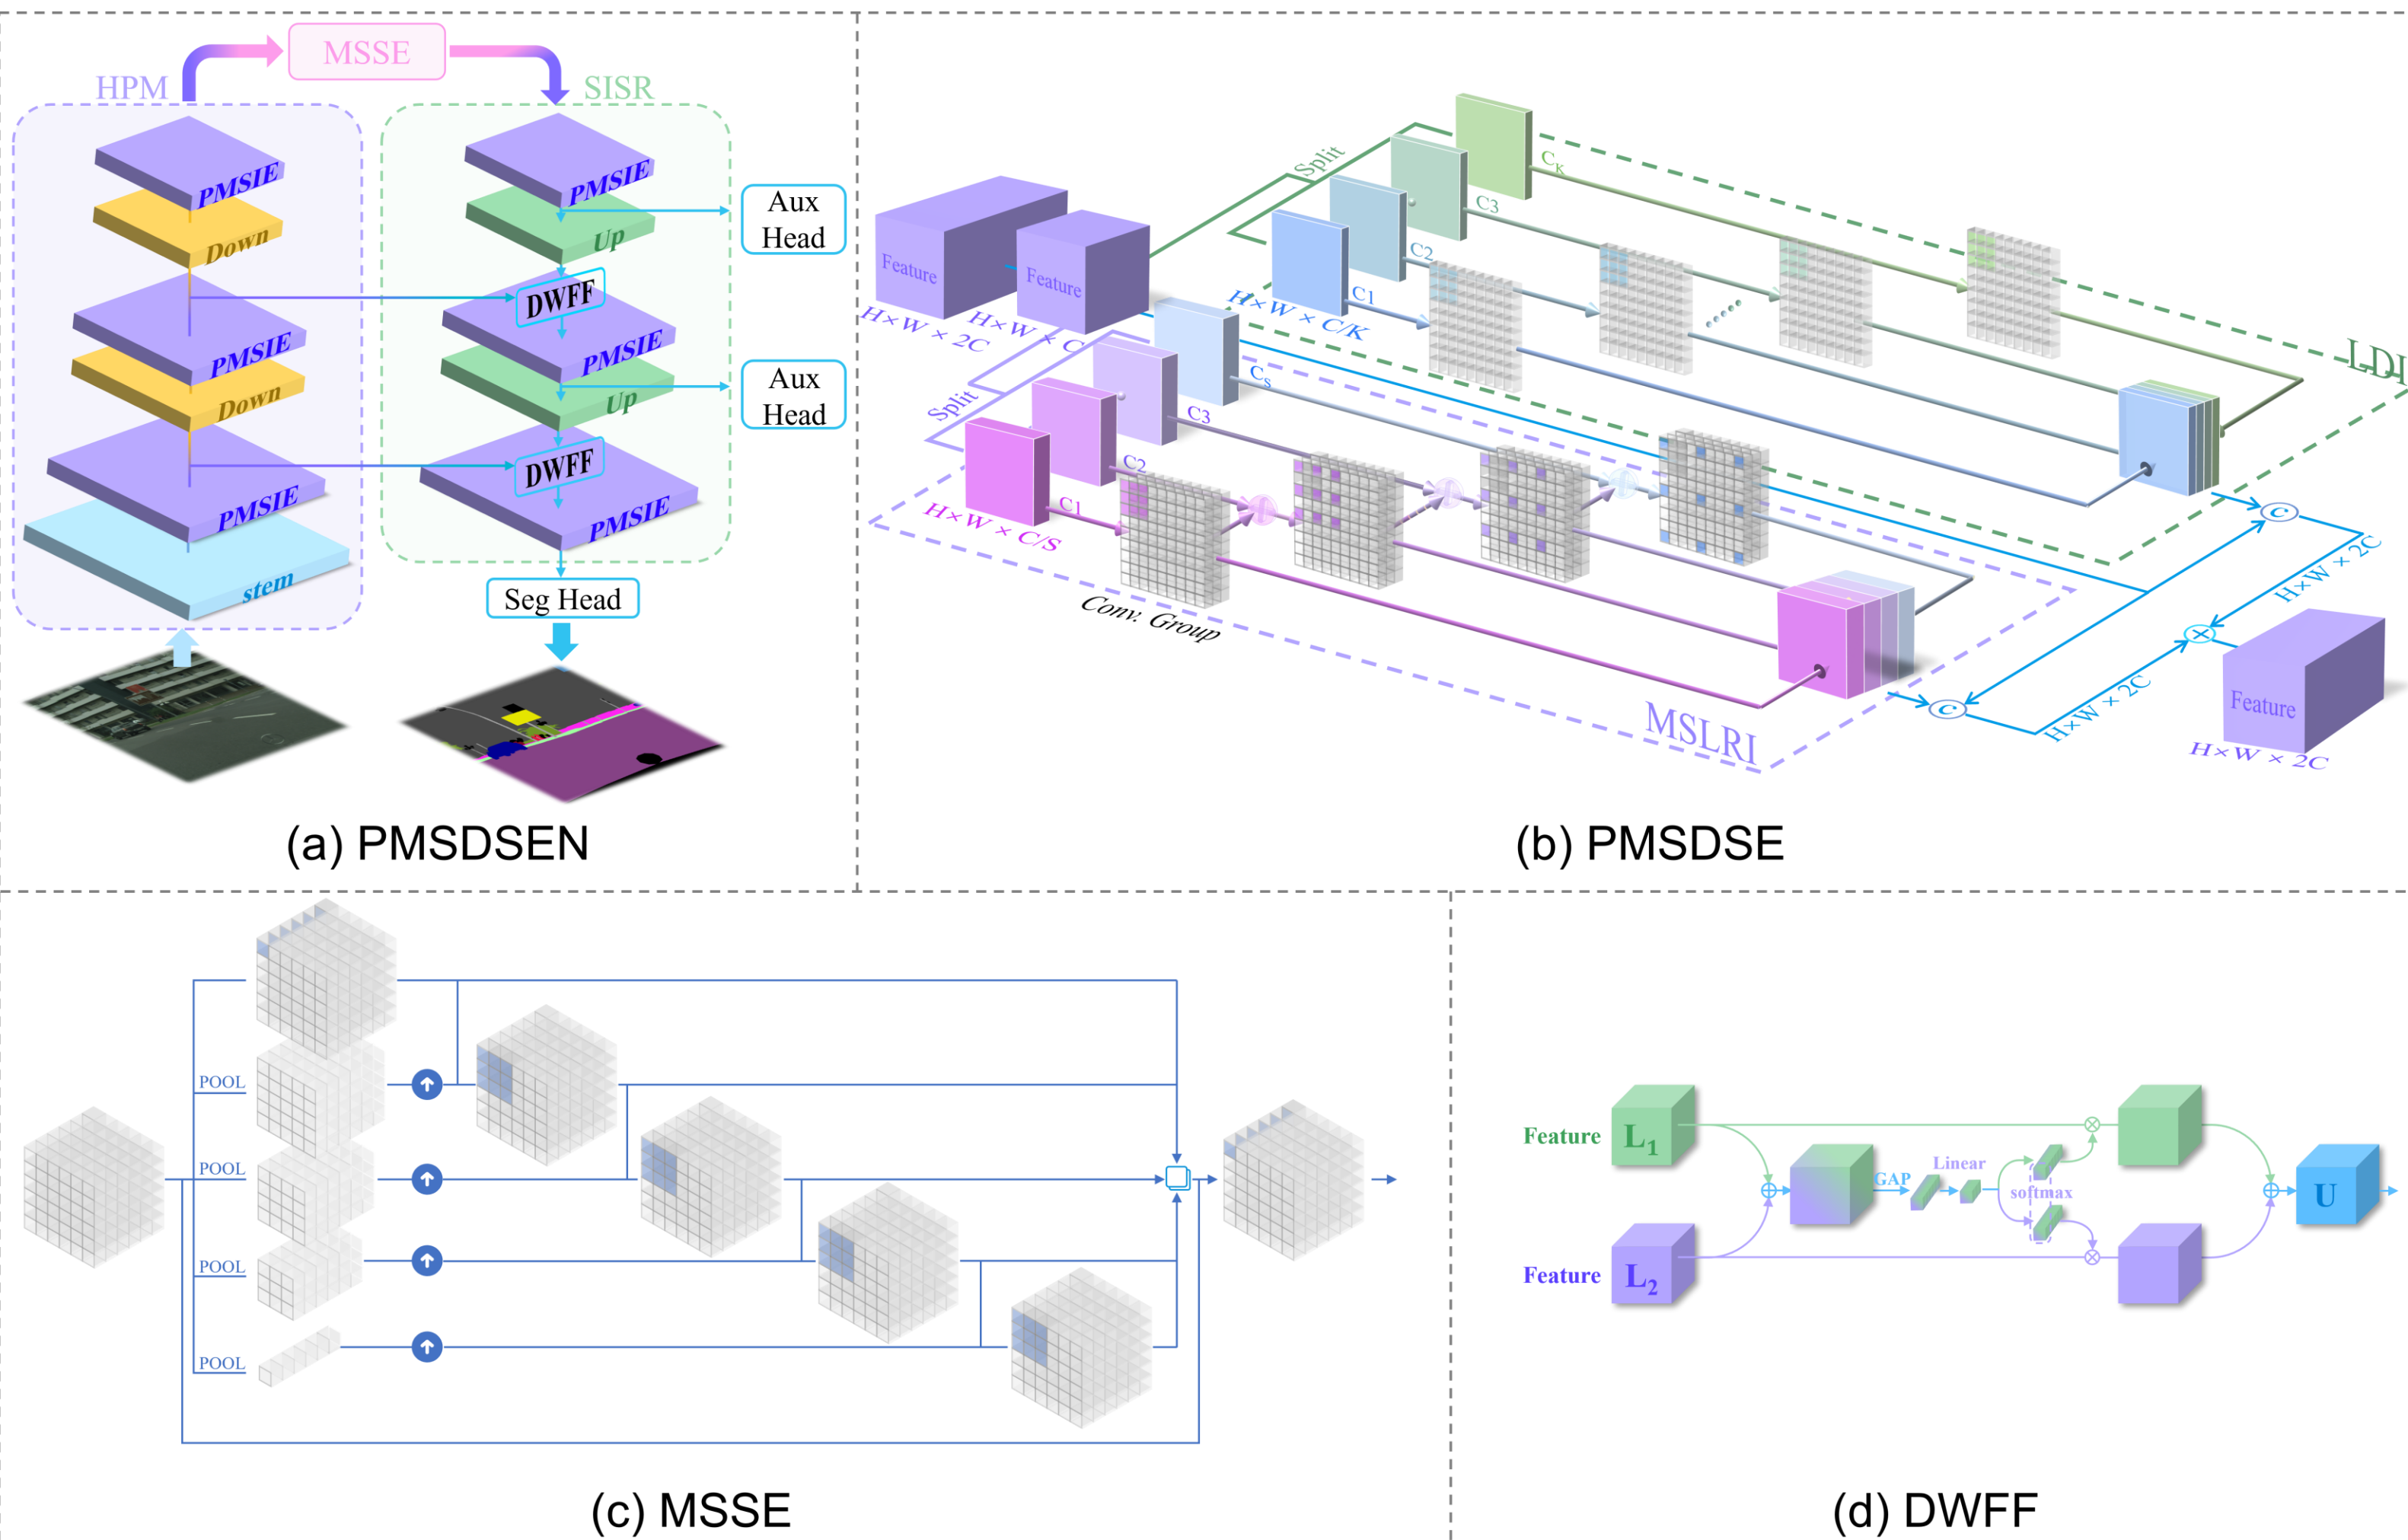 MSSE
HPM
SISR
PMSIE
PMSIE
Down
Up
Aux
Head
DWFF
PMSIE
PMSIE
Down
Up
Aux
Head
DWFF
PMSIE
PMSIE
stem
Seg Head
(a) PMSDSEN
Split
CK
C3
C2
C1
Feature
Feature
H×W × 2C
H×W × C
H×W × C/K
LDI
Split
CS
C3
C2
C1
H×W × C/S
Conv. Group
MSLRI
C
C
H×W × 2C
H×W × 2C
Feature
H×W × 2C
(b) PMSDSE
POOL
POOL
POOL
POOL
(c) MSSE
Feature
L1
GAP
Linear
softmax
U
Feature
L2
(d) DWFF